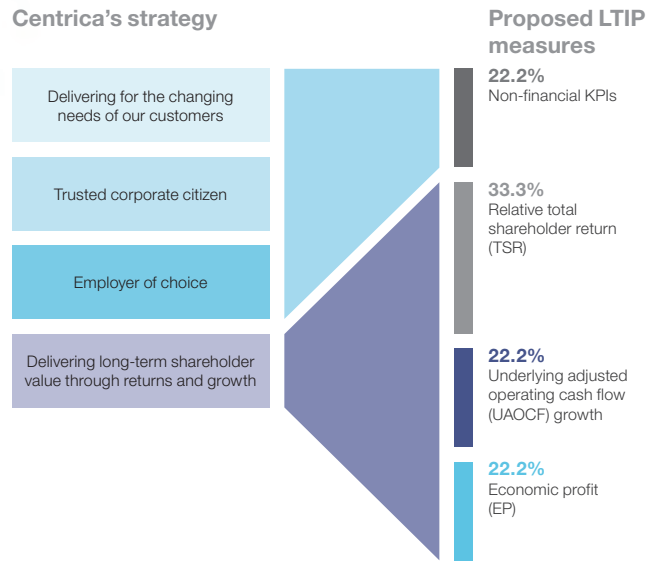 Centrica's strategy
Delivering for the changing
needs of our customers
Trusted corporate citizen
Employer of choice
Delivering long-term shareholder
value through returns and growth
Proposed LTIP
measures
22.2%
Non-financial KPIs
33.3%
Relative total
shareholder return
(TSR)
22.2%
Underlying adjusted
operating cash flow
(UAOCF) growth
22.2%
Economic profit
(EP)